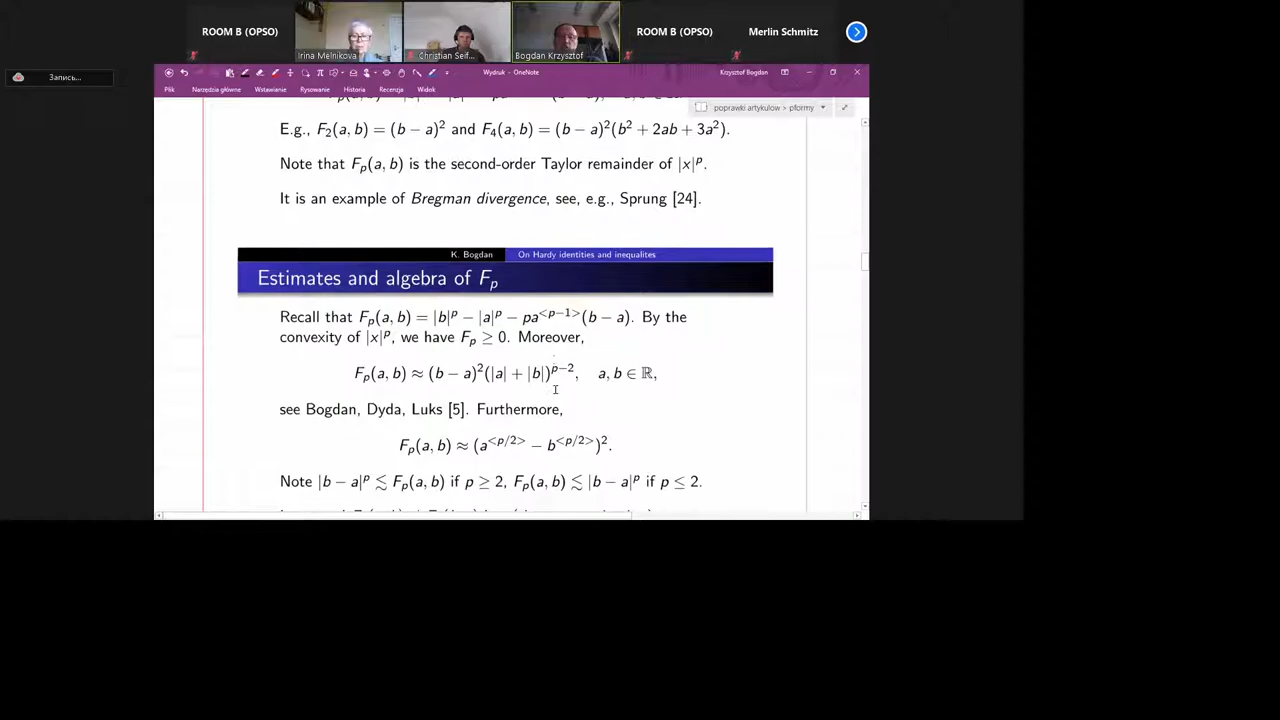 ROOM B (OPSO)
Irina Melnikova
Christian Seif...
Bogdan Krzysztof
ROOM B (OPSO)
Merlin Schmitz
Запись...
Wydruk - OneNote
Krzysztof Bogdan
Plik Narzędzia główne Wstawianie Rysowanie Historia Recenzja Widok
poprawki artykulow > pformy
E.g., F₂(a, b) = (b − a)² and F₄(a, b) = (b − a)²(b² + 2ab + 3a²).
Note that Fₚ(a, b) is the second-order Taylor remainder of |x|ᵖ.
It is an example of Bregman divergence, see, e.g., Sprung [24].
K. Bogdan On Hardy identities and inequalites
Estimates and algebra of Fₚ
Recall that Fₚ(a, b) = |b|ᵖ − |a|ᵖ − pa^{<p−1>}(b − a). By the
convexity of |x|ᵖ, we have Fₚ ≥ 0. Moreover,
Fₚ(a, b) ≈ (b − a)²(|a| + |b|)^{p−2}, a, b ∈ ℝ,
see Bogdan, Dyda, Luks [5]. Furthermore,
Fₚ(a, b) ≈ (a^{<p/2>} − b^{<p/2>})².
Note |b − a|ᵖ ≲ Fₚ(a, b) if p ≥ 2, Fₚ(a, b) ≲ |b − a|ᵖ if p ≤ 2.